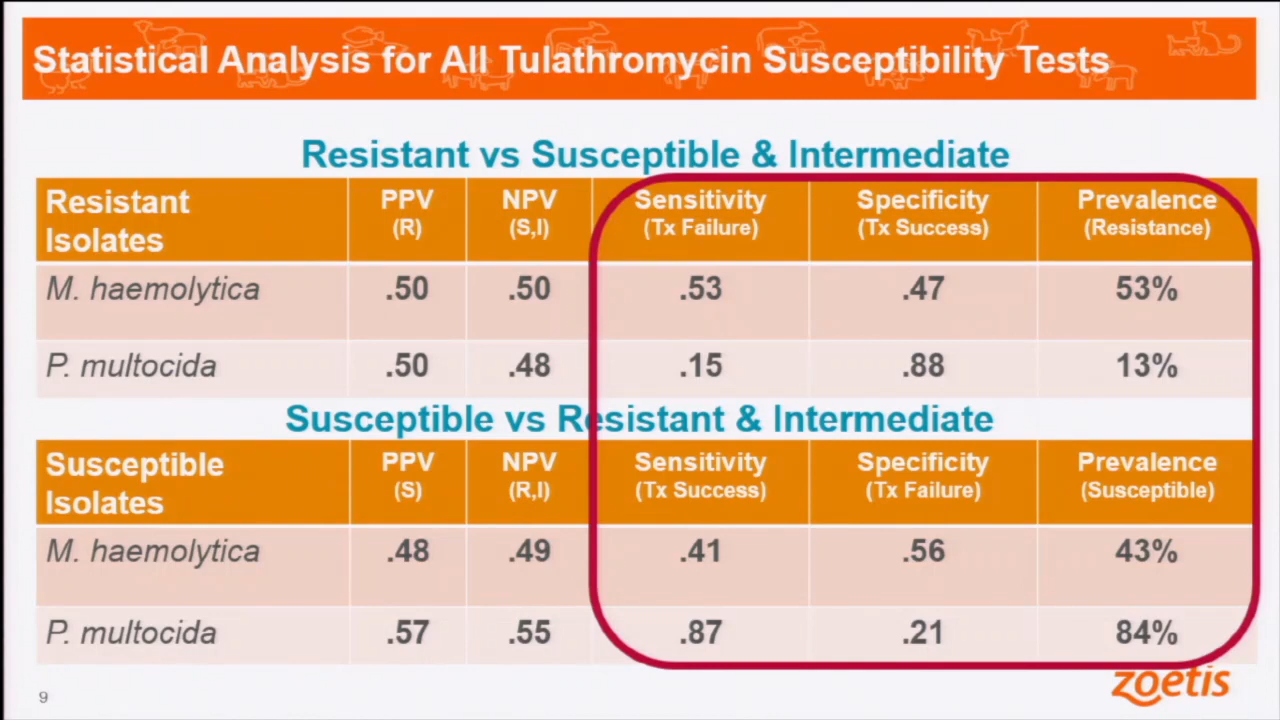 Statistical Analysis for All Tulathromycin Susceptibility Tests
Resistant vs Susceptible & Intermediate
Resistant Isolates PPV (R) NPV (S,I) Sensitivity (Tx Failure) Specificity (Tx Success) Prevalence (Resistance)
M. haemolytica .50 .50 .53 .47 53%
P. multocida .50 .48 .15 .88 13%
Susceptible vs Resistant & Intermediate
Susceptible Isolates PPV (S) NPV (R,I) Sensitivity (Tx Success) Specificity (Tx Failure) Prevalence (Susceptible)
M. haemolytica .48 .49 .41 .56 43%
P. multocida .57 .55 .87 .21 84%
9
zoetis